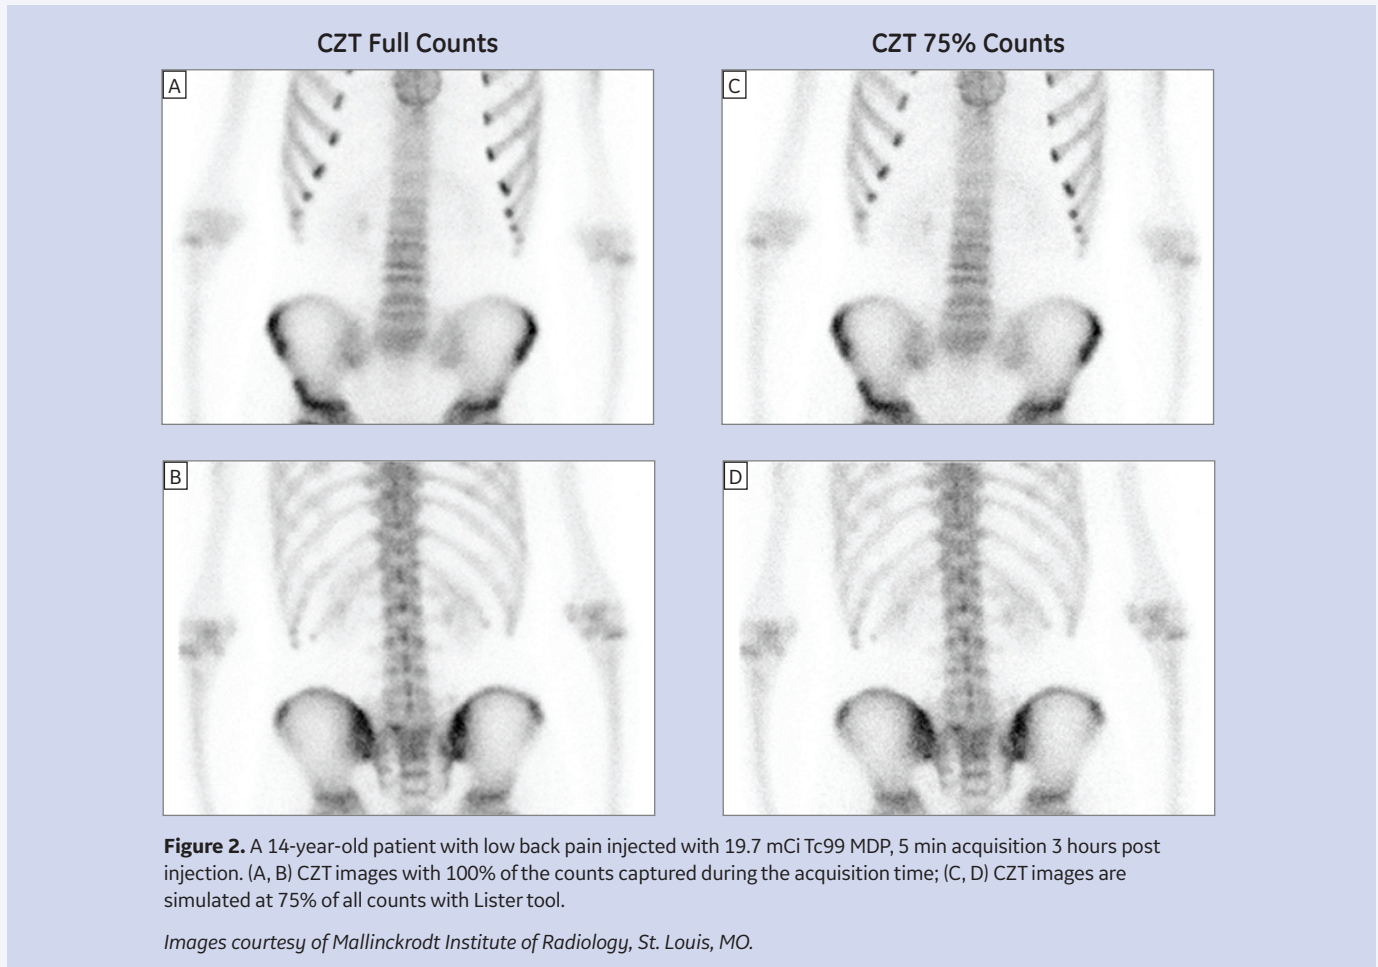 CZT Full Counts
CZT 75% Counts
A
C
B
D
Figure 2. A 14-year-old patient with low back pain injected with 19.7 mCi Tc99 MDP, 5 min acquisition 3 hours post
injection. (A, B) CZT images with 100% of the counts captured during the acquisition time; (C, D) CZT images are
simulated at 75% of all counts with Lister tool.
Images courtesy of Mallinckrodt Institute of Radiology, St. Louis, MO.